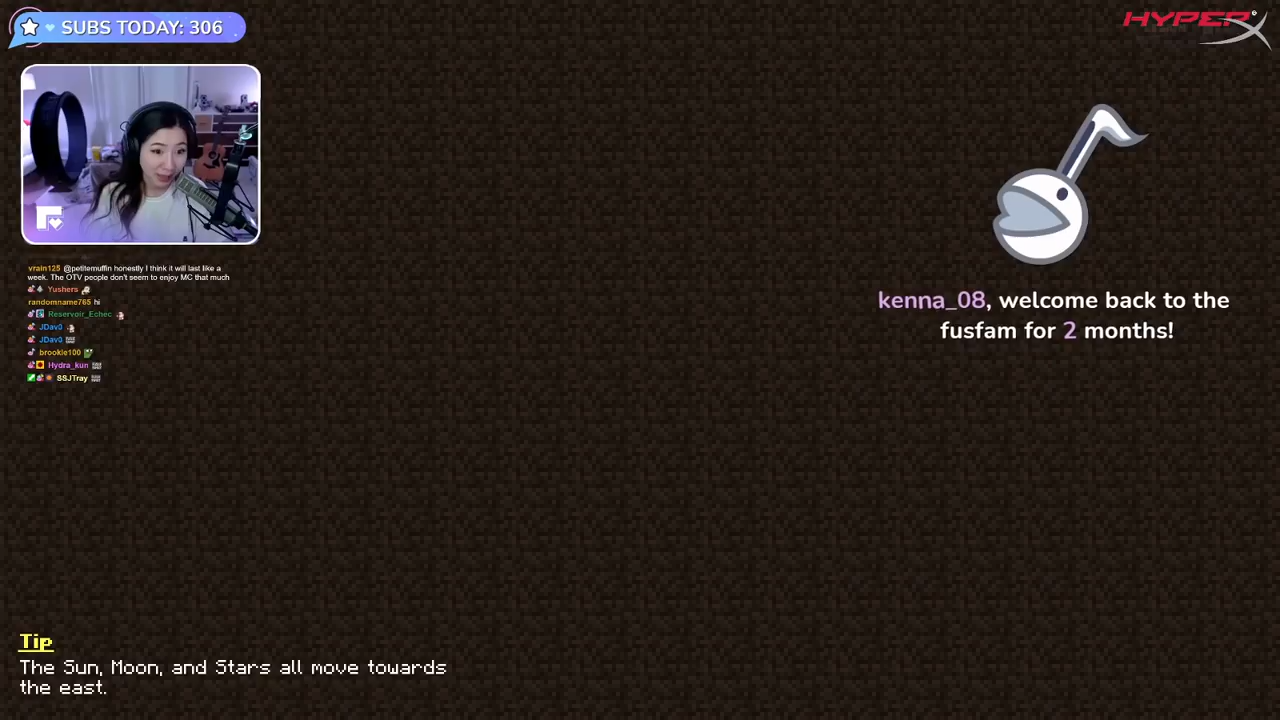 SUBS TODAY: 306
HYPERX
vrain125 @petitemuffin honestly I think it will last like a
week. The OTV people don't seem to enjoy MC that much
Yushers
randomname765 hi
Reservoir_Echec
JDav0
JDav0
brookie100
Hydra_kun
SSJTray
kenna_08, welcome back to the
fusfam for 2 months!
Tip
The Sun, Moon, and Stars all move towards
the east.